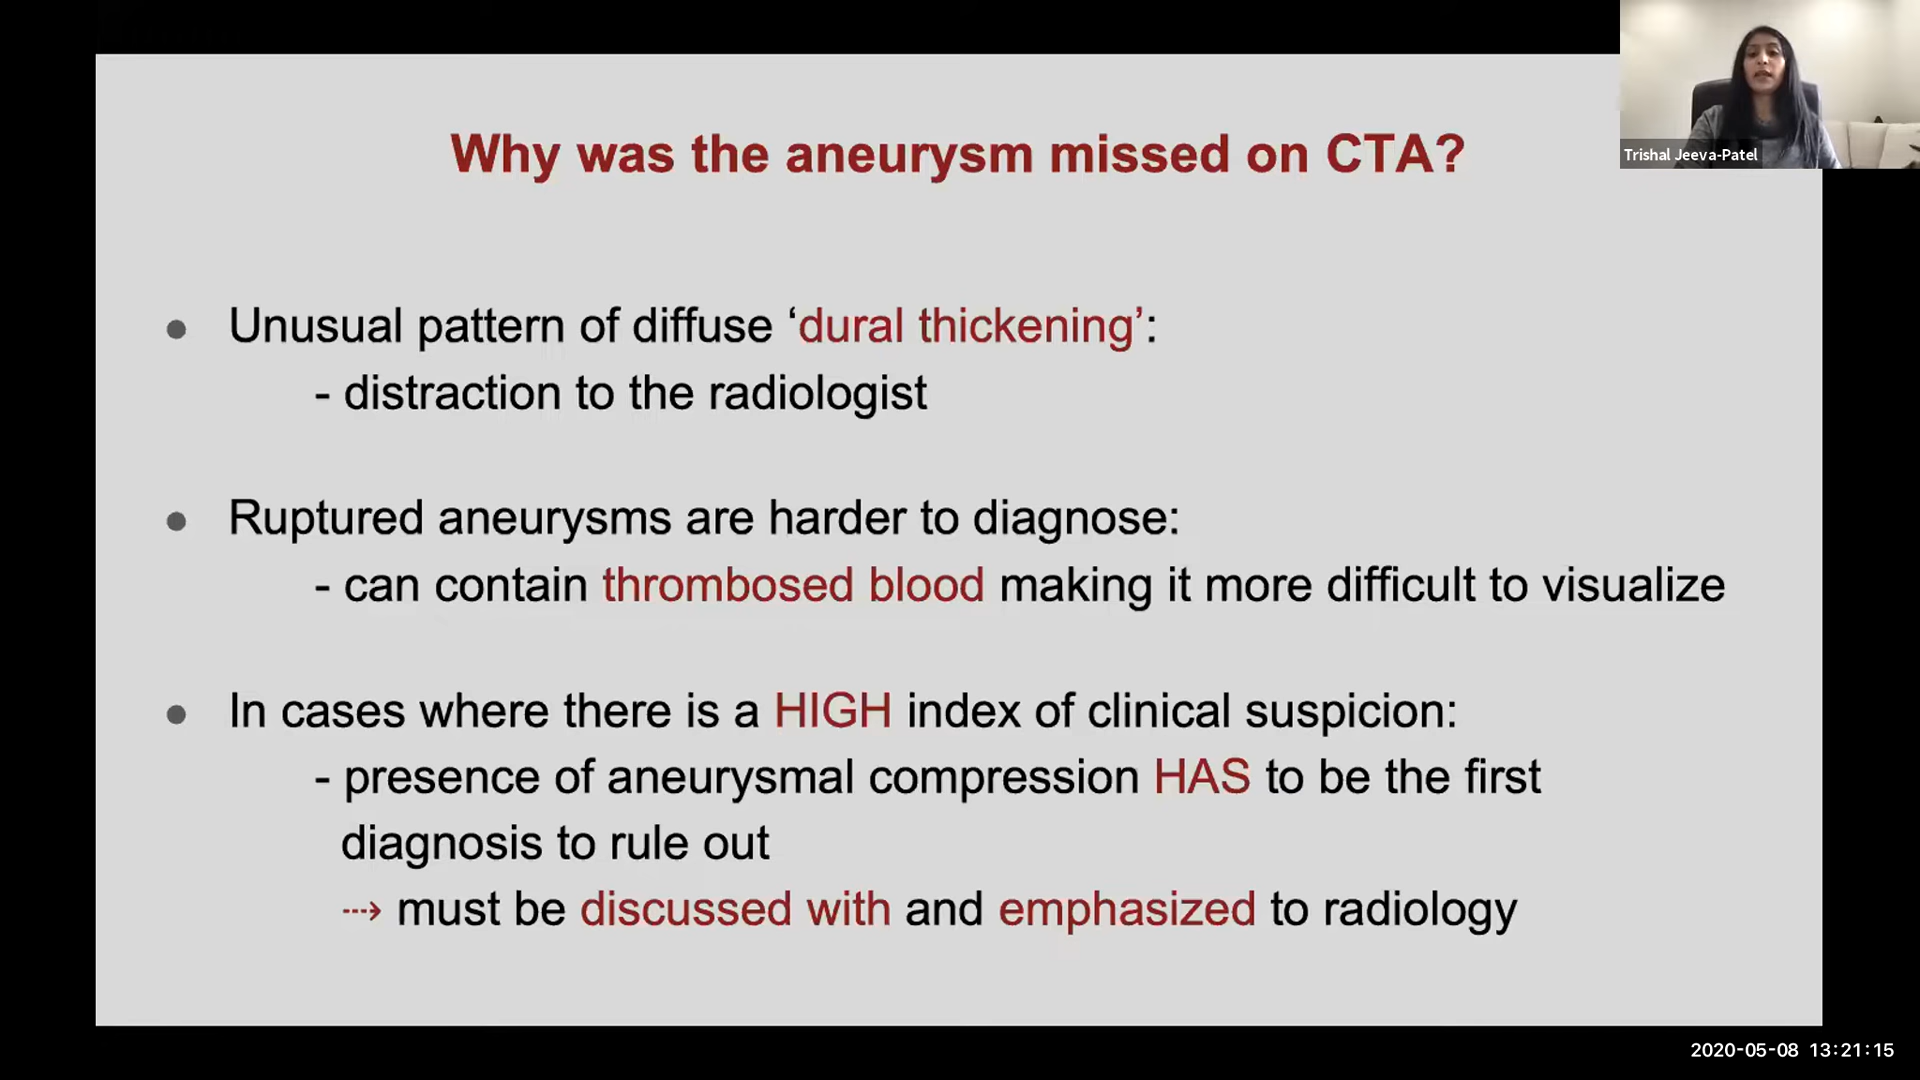 Why was the aneurysm missed on CTA?
Trishal Jeeva-Patel
● Unusual pattern of diffuse ‘dural thickening’:
- distraction to the radiologist
● Ruptured aneurysms are harder to diagnose:
- can contain thrombosed blood making it more difficult to visualize
● In cases where there is a HIGH index of clinical suspicion:
- presence of aneurysmal compression HAS to be the first
diagnosis to rule out
⤑ must be discussed with and emphasized to radiology
2020-05-08 13:21:15